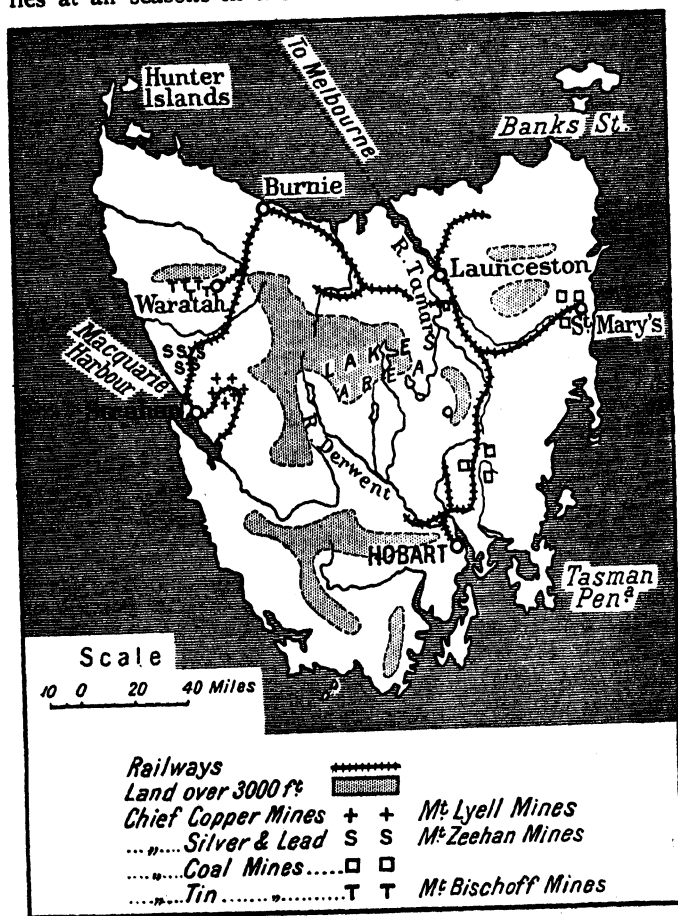 Hunter
Islands
To Melbourne
Banks St.
Burnie
R. Tamar
Launceston
Waratah
St. Mary's
Macquarie
Harbour
S S S S
S
LAKE
AREA
R. Derwent
HOBART
Tasman
Pen.a
Scale
10 0 20 40 Miles
Railways
Land over 3000 ft.
Chief Copper Mines + + Mt. Lyell Mines
...„.....Silver & Lead S S Mt. Zeehan Mines
...„.....Coal Mines......
...„.....Tin........„.......... T T Mt. Bischoff Mines